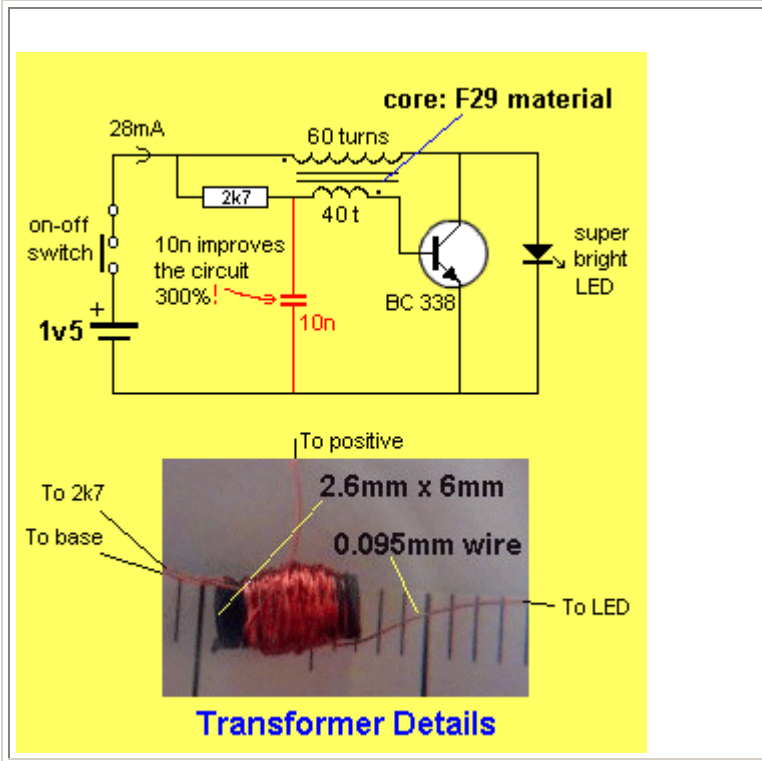 core: F29 material
28mA
60 turns
2k7
40 t
on-off
switch
10n improves
the circuit
300%!
10n
BC 338
super
bright
LED
+
1v5
To positive
To 2k7
2.6mm x 6mm
To base
0.095mm wire
To LED
Transformer Details